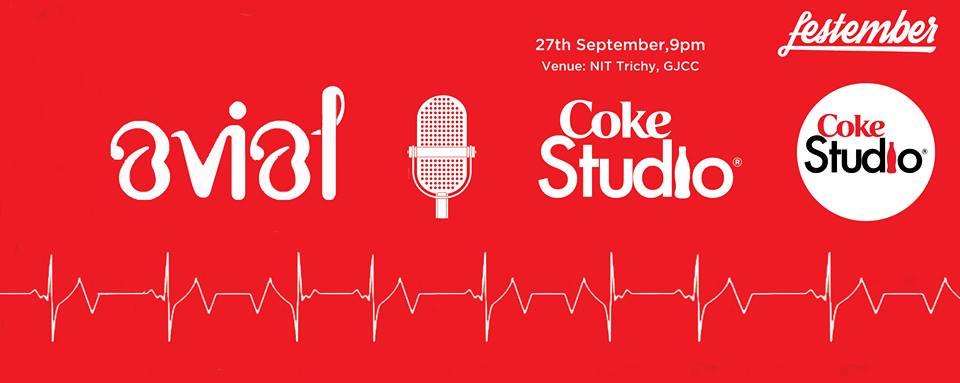 festember
27th September,9pm
Venue: NIT Trichy, GJCC
avial
Coke
Studio®
Coke
Studio®